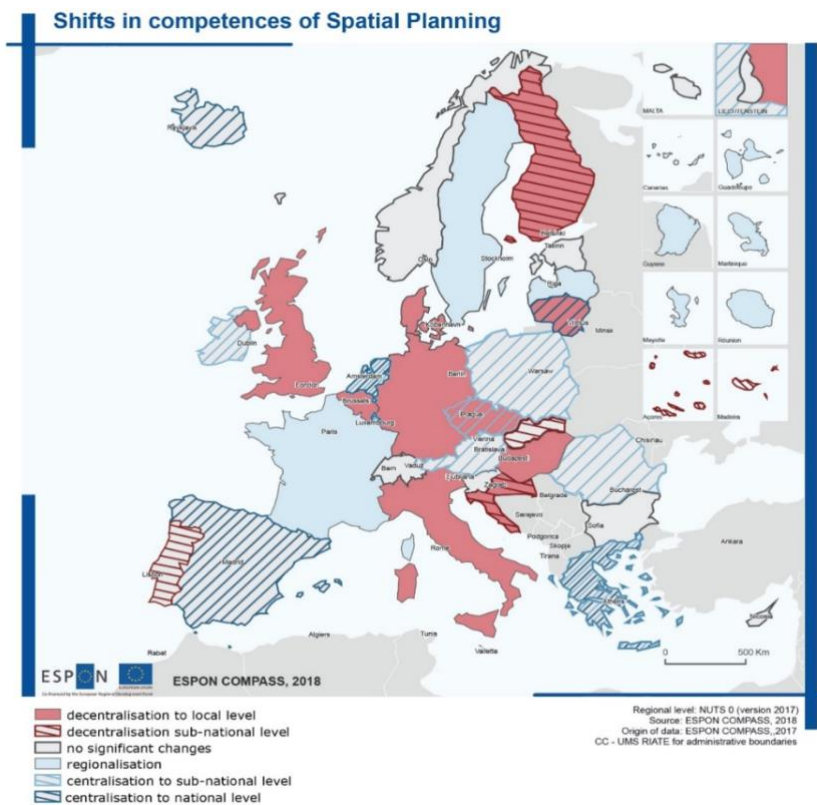 Shifts in competences of Spatial Planning
MALTA
LIECHTENSTEIN
Reykjavik
Canarias
Guadeloupe
Helsinki
Tallinn
Oslo
Stockholm
Guyane
Martinique
Riga
Vilnius
Minsk
København
Dublin
Mayotte
Réunion
Amsterdam
Berlin
Warsaw
London
Brussels
Açores
Madeira
Prague
Luxembourg
Paris
Vienna
Bratislava
Chisinau
Vaduz
Budapest
Bern
Ljubljana
Zagreb
Bucharest
Belgrade
Sarajevo
Sofia
Podgorica
Skopje
Ankara
Roma
Tirana
Madrid
Lisbon
Athens
Nicosia
Algiers
Tunis
Rabat
Valletta
0
500 Km
ESPON
ESPON COMPASS, 2018
Regional level: NUTS 0 (version 2017)
Source: ESPON COMPASS, 2018
Origin of data: ESPON COMPASS,,2017
CC - UMS RIATE for administrative boundaries
decentralisation to local level
decentralisation sub-national level
no significant changes
regionalisation
centralisation to sub-national level
centralisation to national level